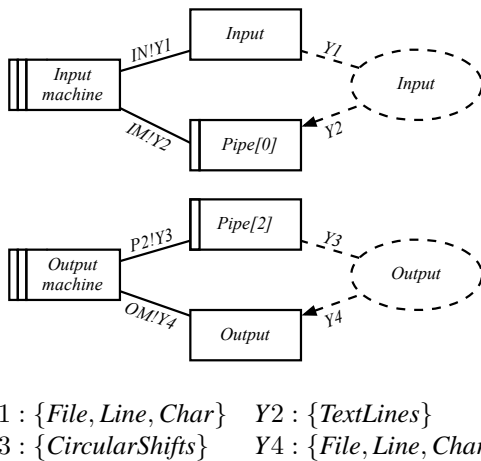 Input
IN!Y1
Y1
Input
machine
Input
IM!Y2
Y2
Pipe[0]
Pipe[2]
P2!Y3
Y3
Output
machine
Output
OM!Y4
Y4
Output
1 : {File, Line, Char} Y2 : {TextLines}
3 : {CircularShifts} Y4 : {File, Line, Char